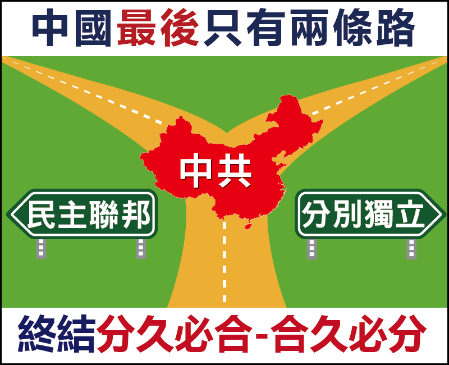 中國最後只有兩條路
中共
民主聯邦
分別獨立
終結分久必合-合久必分